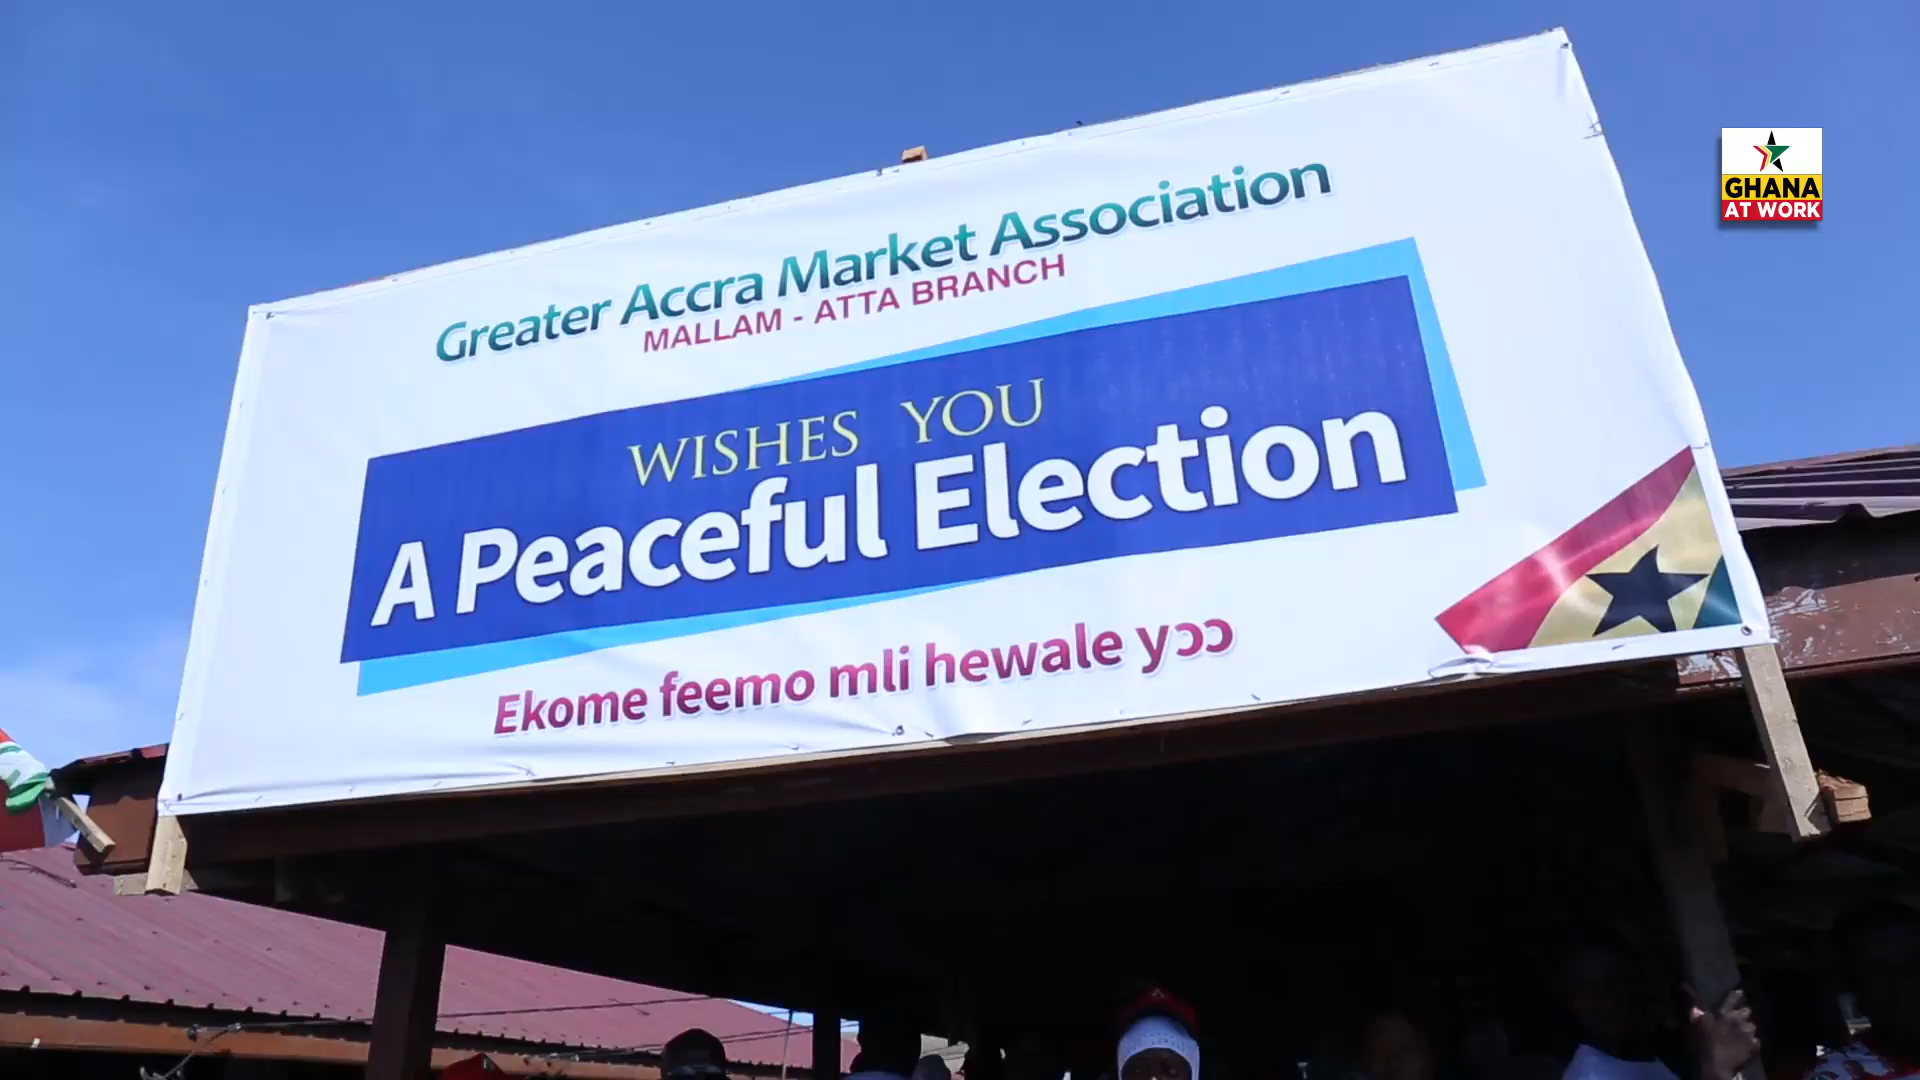 Greater Accra Market Association
MALLAM - ATTA BRANCH
WISHES YOU
A Peaceful Election
Ekome feemo mli hewale yɔɔ
GHANA
AT WORK